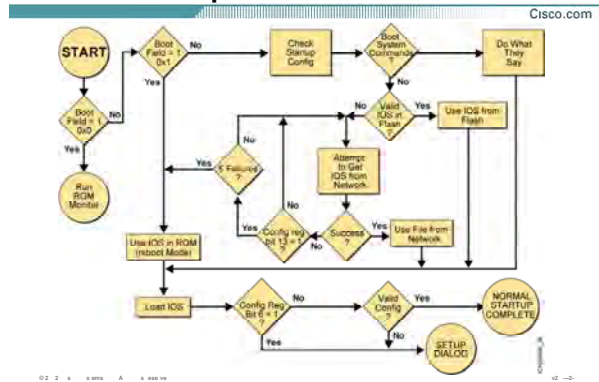 Cisco.com
START
Boot
Field = 1
0x1
No
Yes
Check
Startup
Config
Boot
System
Commands
?
No
Do What
They
Say
Boot
Field = 1
0x0
No
Yes
Run
ROM
Monitor
No
Valid
IOS in
Flash
?
Yes
Use IOS from
Flash
No
No
Yes
5 Failures
?
Attempt
to Get
IOS from
Network
Use IOS in ROM
(rxboot Mode)
Yes
Config reg
bit 13 = 1
?
No
Success
?
Yes
Use File from
Network
Load IOS
Config Reg
Bit 6 = 1
?
No
Yes
Valid
Config
?
Yes
No
NORMAL
STARTUP
COMPLETE
SETUP
DIALOG